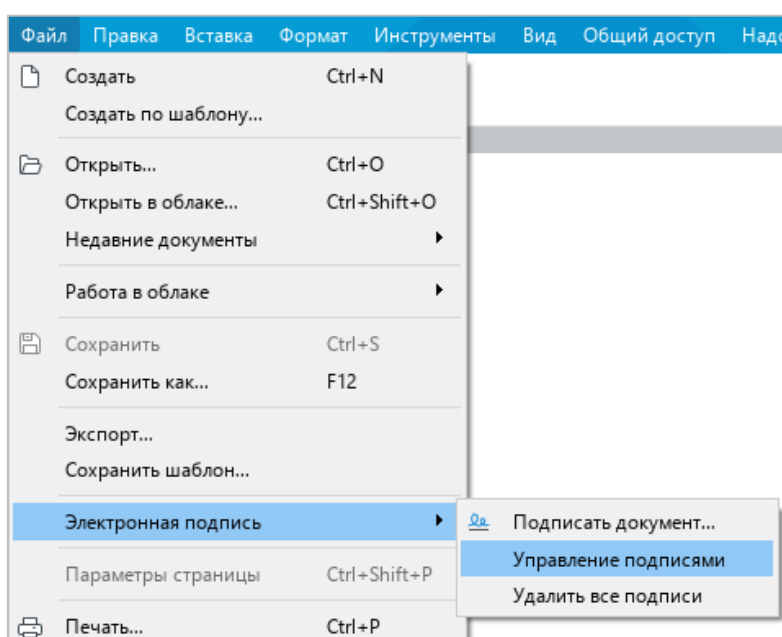 Файл Правка Вставка Формат Инструменты Вид Общий доступ
Создать Ctrl+N
Создать по шаблону...
Открыть... Ctrl+O
Открыть в облаке... Ctrl+Shift+O
Недавние документы
Работа в облаке
Сохранить Ctrl+S
Сохранить как... F12
Экспорт...
Сохранить шаблон...
Электронная подпись
Подписать документ...
Управление подписями
Удалить все подписи
Параметры страницы Ctrl+Shift+P
Печать... Ctrl+P